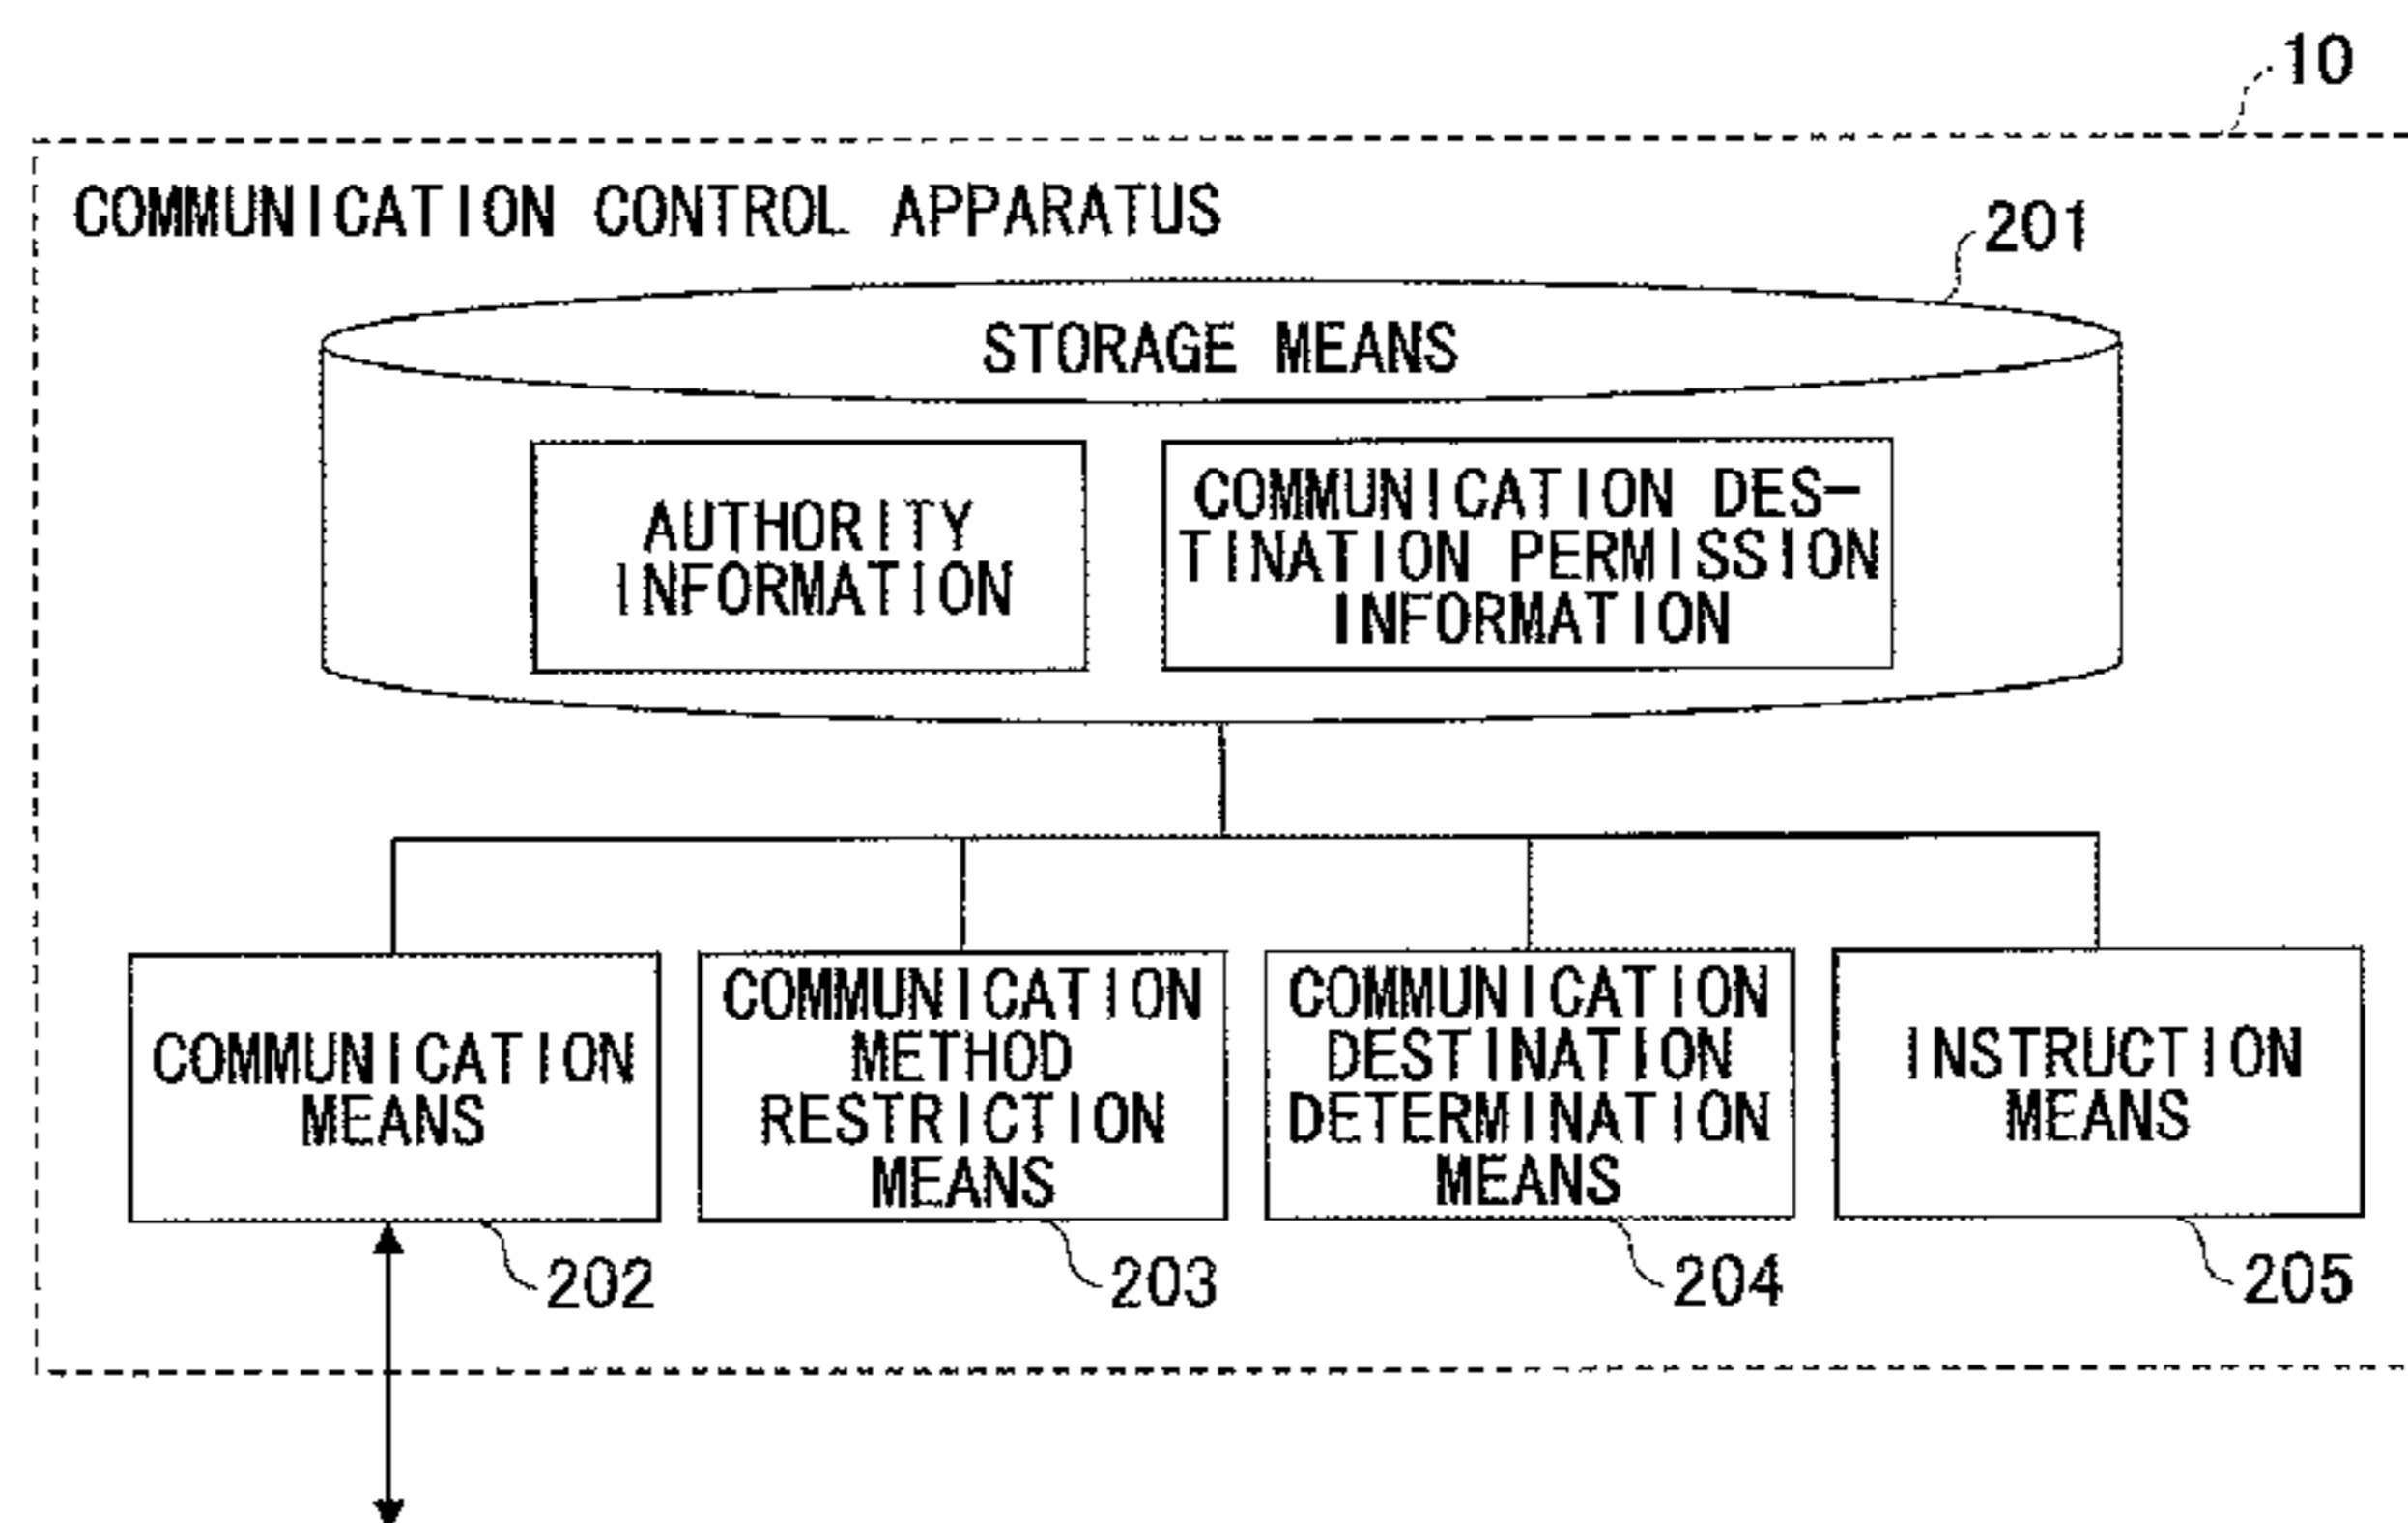 10
COMMUNICATION CONTROL APPARATUS
201
STORAGE MEANS
AUTHORITY
INFORMATION
COMMUNICATION DES-
TINATION PERMISSION
INFORMATION
COMMUNICATION
MEANS
202
COMMUNICATION
METHOD
RESTRICTION
MEANS
203
COMMUNICATION
DESTINATION
DETERMINATION
MEANS
204
INSTRUCTION
MEANS
205